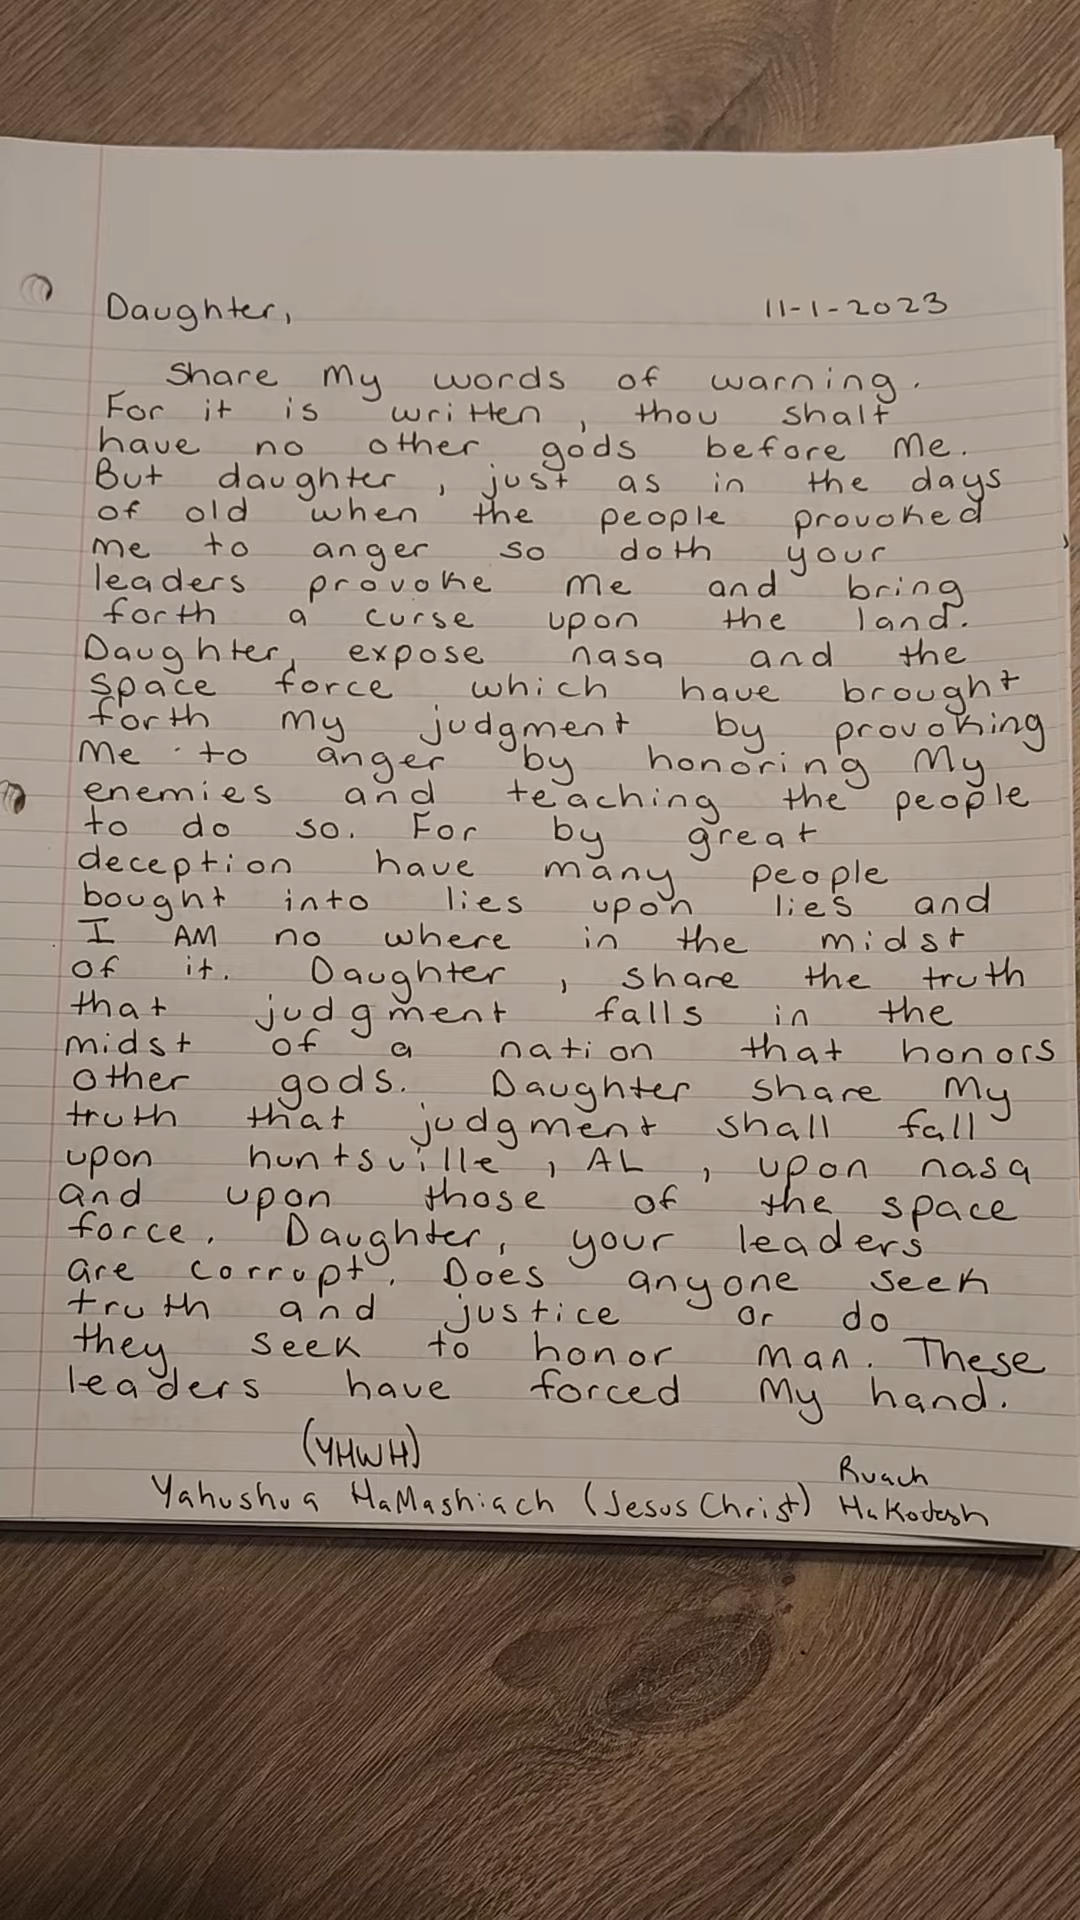 Daughter, 11-1-2023
Share My words of warning.
For it is written, thou shalt
have no other gods before Me.
But daughter, just as in the days
of old when the people provoked
me to anger so doth your
leaders provoke Me and bring
forth a curse upon the land.
Daughter, expose nasa and the
space force which have brought
forth My judgment by provoking
Me to anger by honoring My
enemies and teaching the people
to do so. For by great
deception have many people
bought into lies upon lies and
I AM no where in the midst
of it. Daughter, share the truth
that judgment falls in the
midst of a nation that honors
other gods. Daughter share My
truth that judgment shall fall
upon huntsville, AL, upon nasa
and upon those of the space
force. Daughter, your leaders
are corrupt. Does anyone seek
truth and justice or do
they seek to honor man. These
leaders have forced My hand.
(YHWH)
Yahushua HaMashiach (Jesus Christ) Ruach
HaKodesh